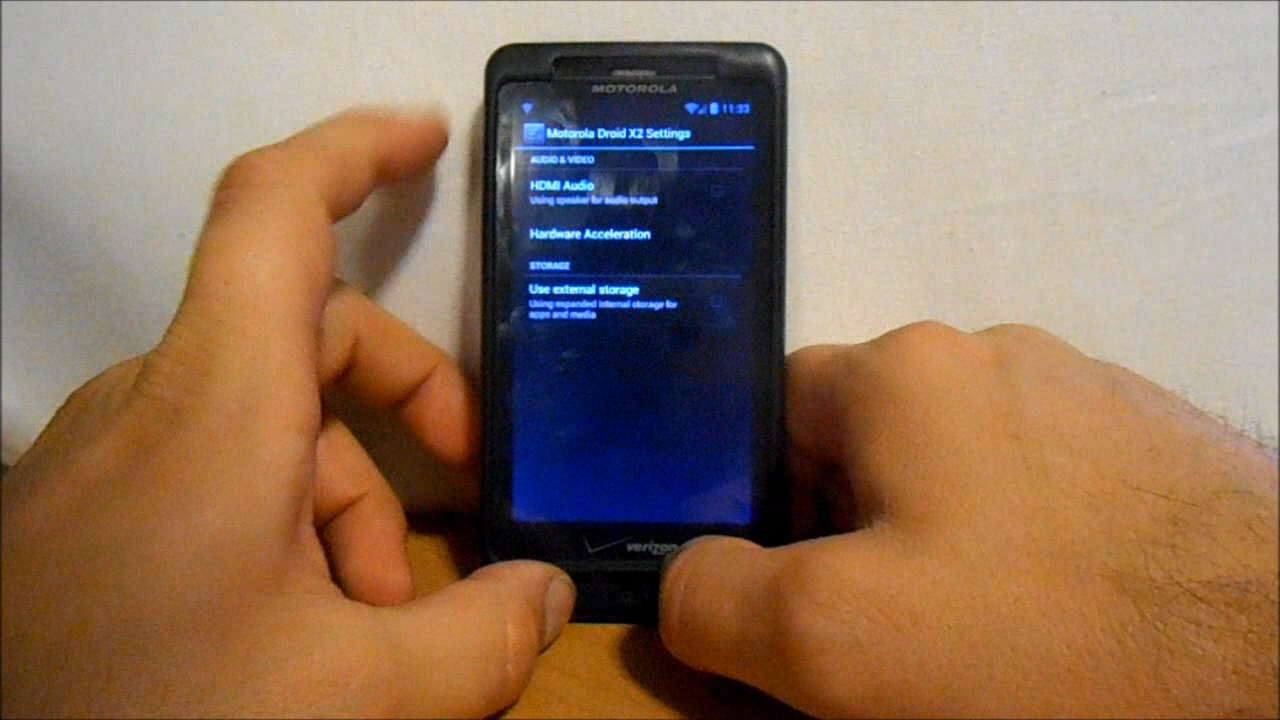 MOTOROLA
11:33
Motorola Droid X2 Settings
AUDIO & VIDEO
HDMI Audio
Using speaker for audio output
Hardware Acceleration
STORAGE
Use external storage
Using expanded internal storage for
apps and media
verizon